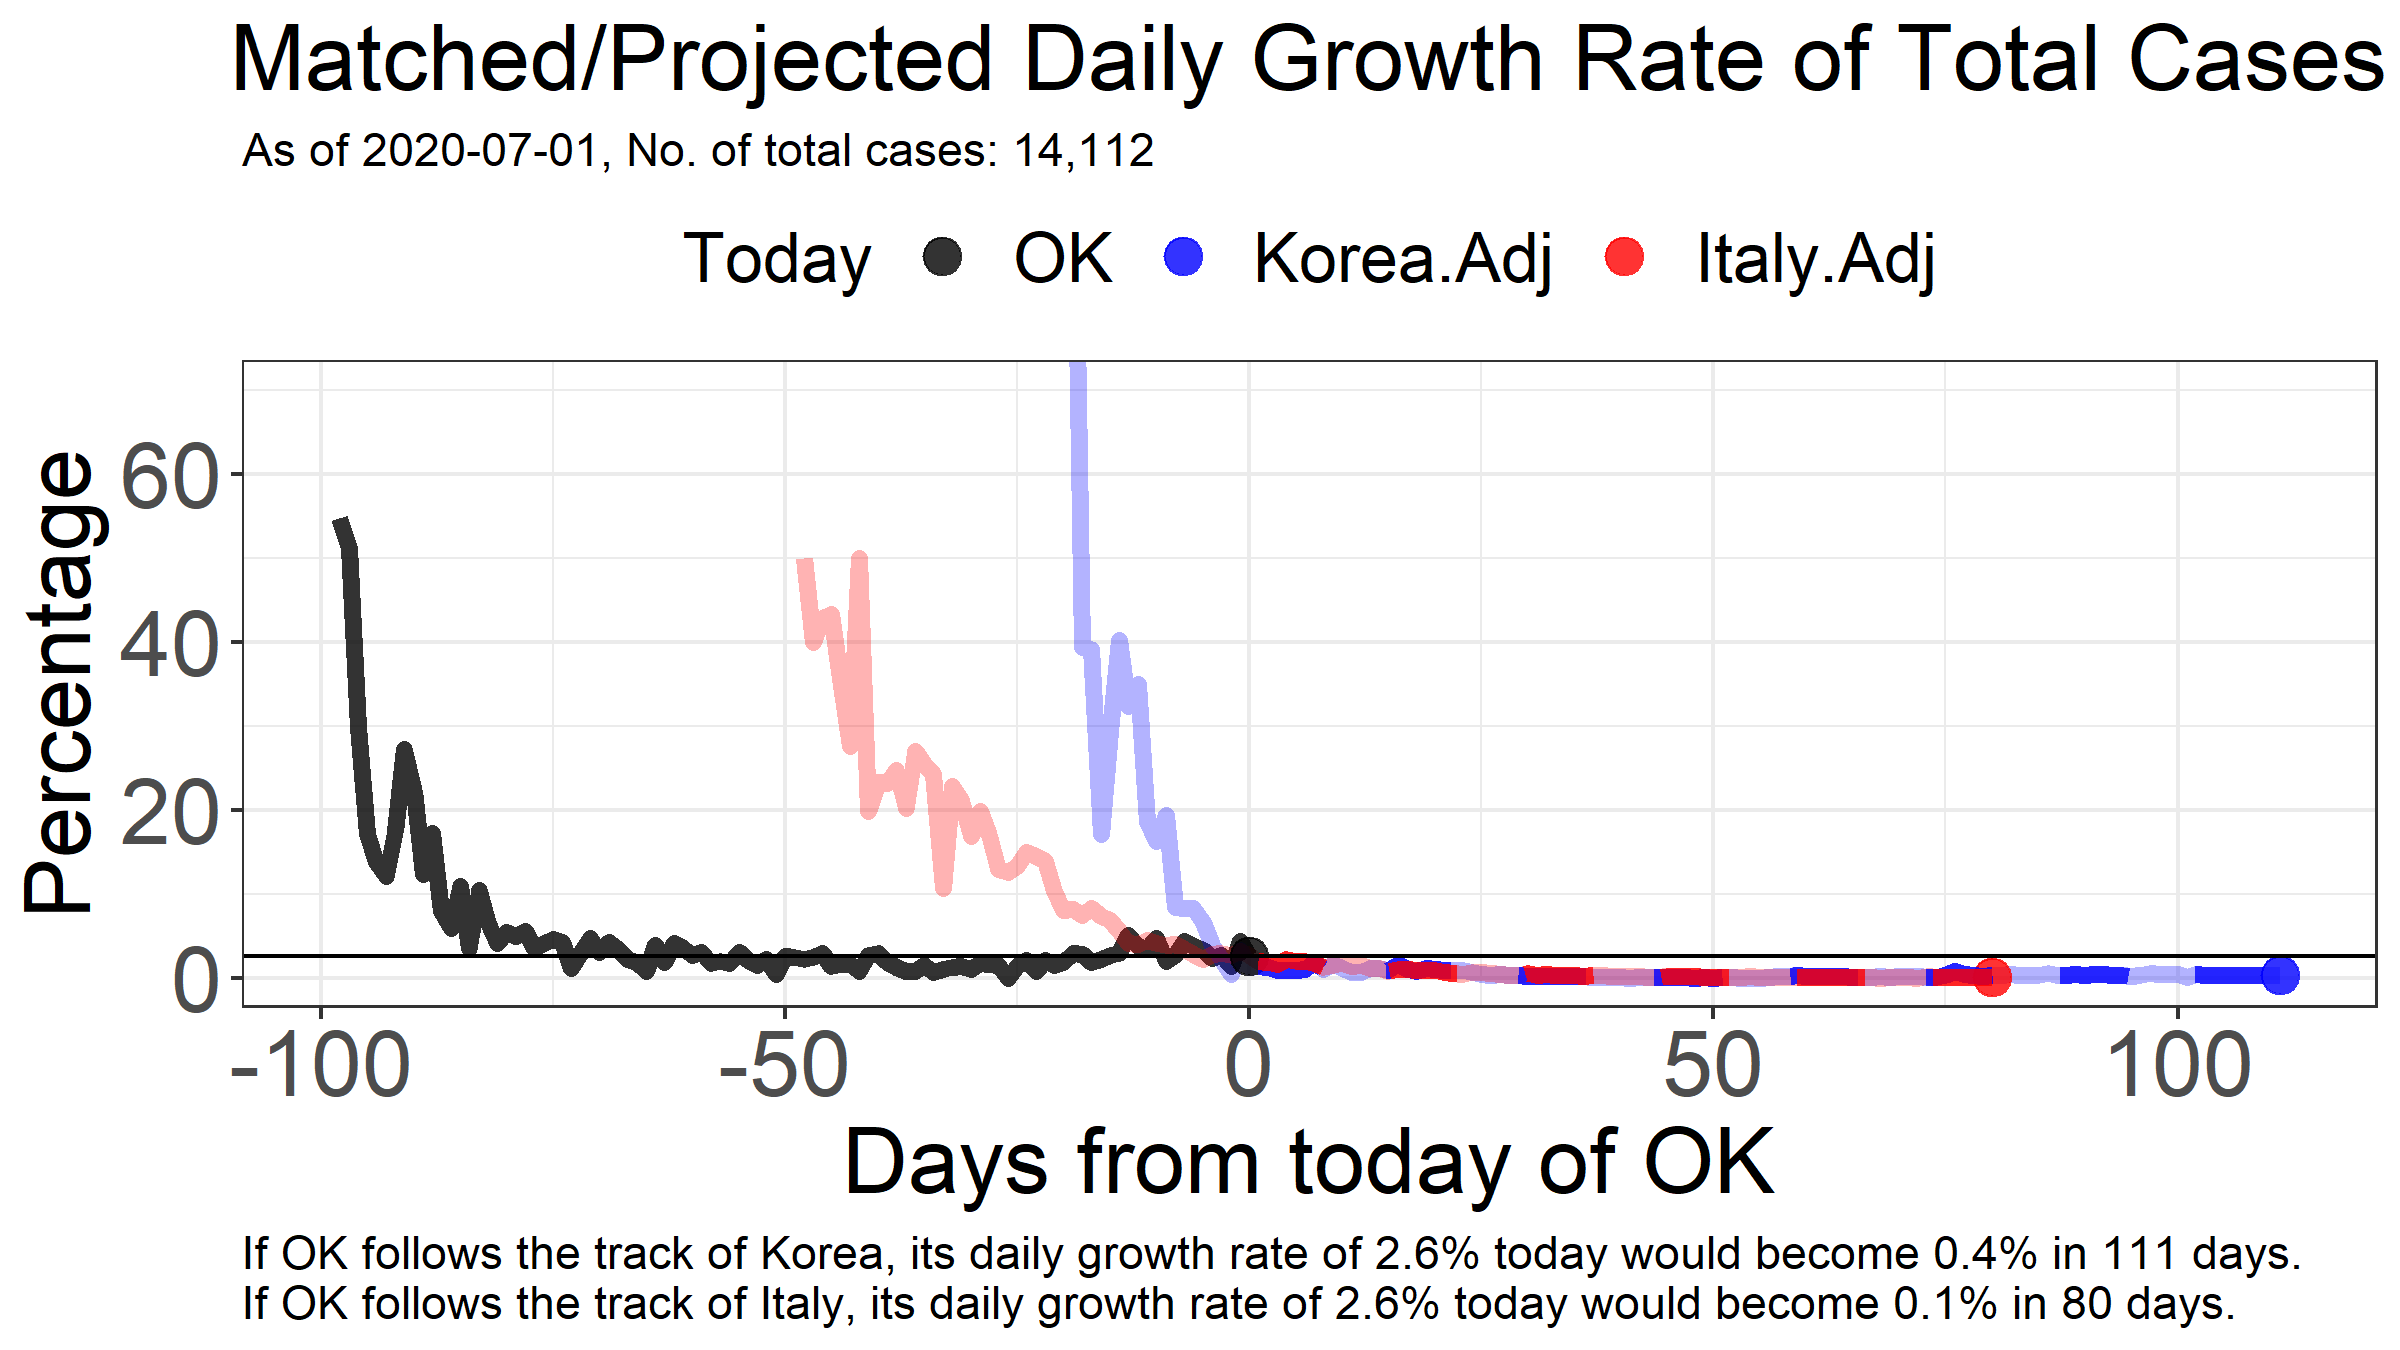 Matched/Projected Daily Growth Rate of Total Cases
As of 2020-07-01, No. of total cases: 14,112
Today OK Korea.Adj Italy.Adj
Percentage
60
40
20
0
-100 -50 0 50 100
Days from today of OK
If OK follows the track of Korea, its daily growth rate of 2.6% today would become 0.4% in 111 days.
If OK follows the track of Italy, its daily growth rate of 2.6% today would become 0.1% in 80 days.